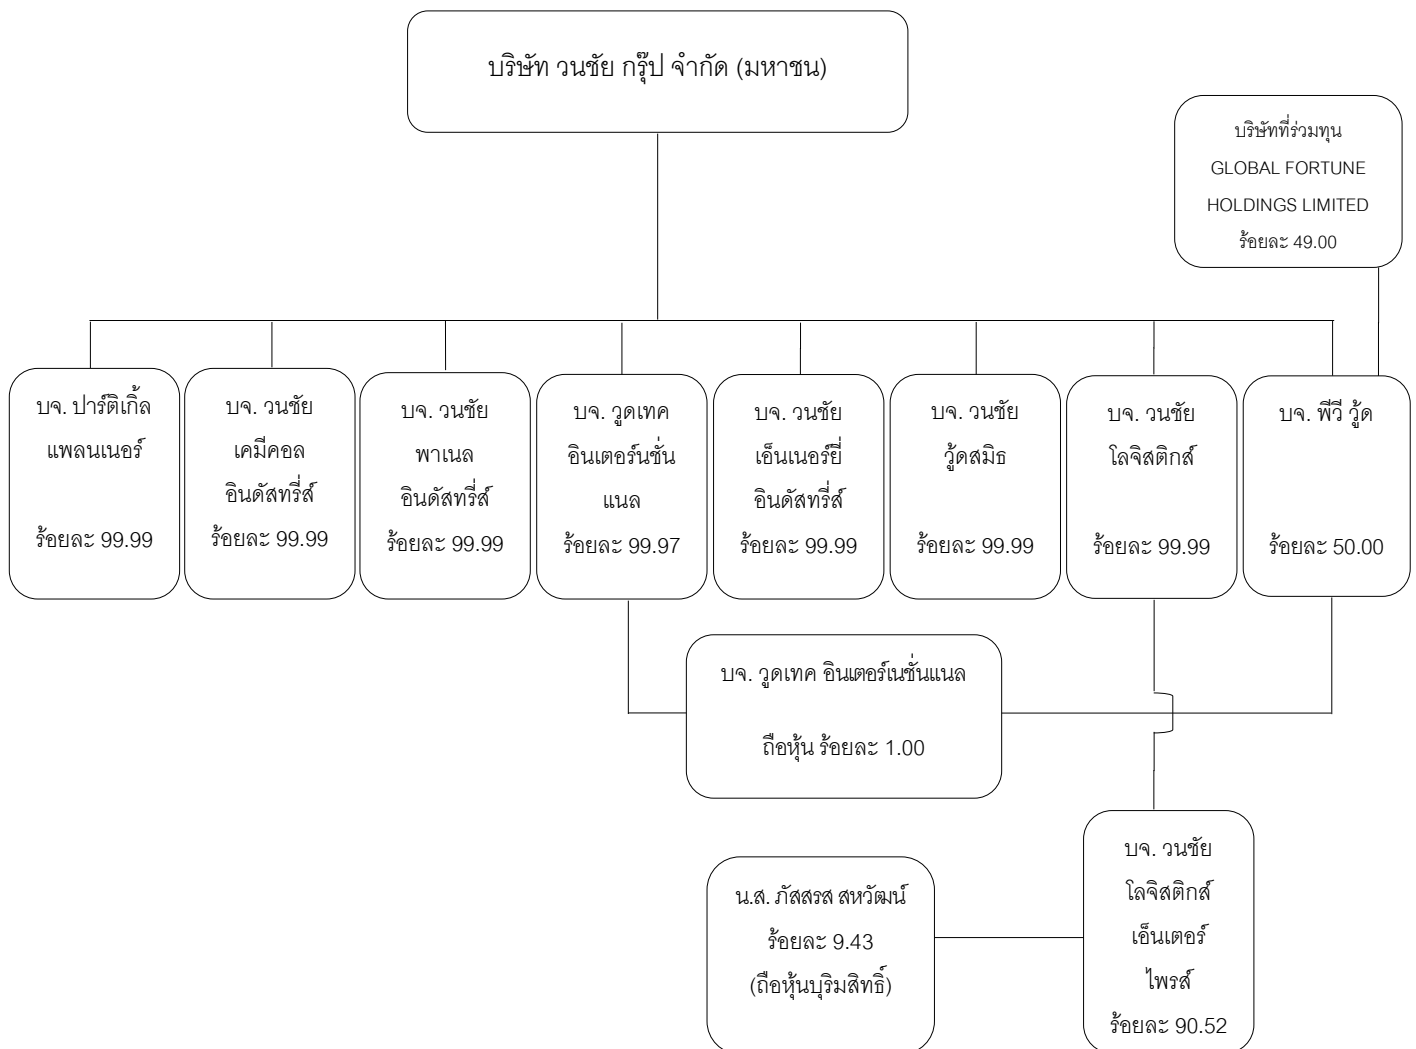 บริษัท วนชัย กรุ๊ป จำกัด (มหาชน)
บริษัทที่ร่วมทุน
GLOBAL FORTUNE
HOLDINGS LIMITED
ร้อยละ 49.00
บจ. ปาร์ติเกิ้ล
แพลนเนอร์
ร้อยละ 99.99
บจ. วนชัย
เคมีคอล
อินดัสทรี่ส์
ร้อยละ 99.99
บจ. วนชัย
พาเนล
อินดัสทรี่ส์
ร้อยละ 99.99
บจ. วูดเทค
อินเตอร์นชั่น
แนล
ร้อยละ 99.97
บจ. วนชัย
เอ็นเนอร์ยี่
อินดัสทรี่ส์
ร้อยละ 99.99
บจ. วนชัย
วู้ดสมิธ
ร้อยละ 99.99
บจ. วนชัย
โลจิสติกส์
ร้อยละ 99.99
บจ. พีวี วู้ด
ร้อยละ 50.00
บจ. วูดเทค อินเตอร์เนชั่นแนล
ถือหุ้น ร้อยละ 1.00
น.ส. ภัสสรส สหวัฒน์
ร้อยละ 9.43
(ถือหุ้นบุริมสิทธิ์)
บจ. วนชัย
โลจิสติกส์
เอ็นเตอร์
ไพรส์
ร้อยละ 90.52